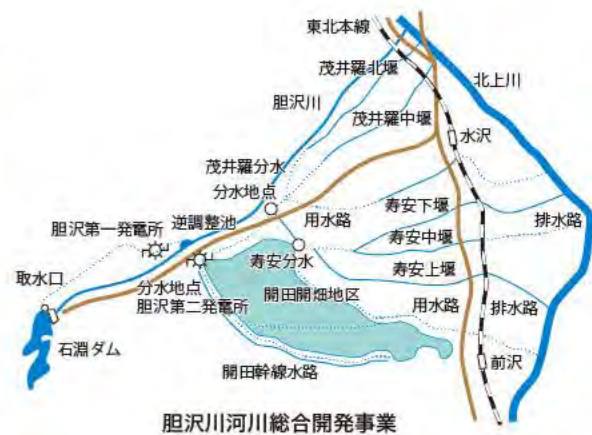 東北本線
茂井羅北堰
北上川
胆沢川
茂井羅中堰
水沢
茂井羅分水
分水地点
寿安下堰
用水路
排水路
胆沢第一発電所
逆調整池
寿安中堰
寿安分水
寿安上堰
取水口
分水地点
開田開畑地区
胆沢第二発電所
用水路
排水路
石淵ダム
前沢
開田幹線水路
胆沢川河川総合開発事業